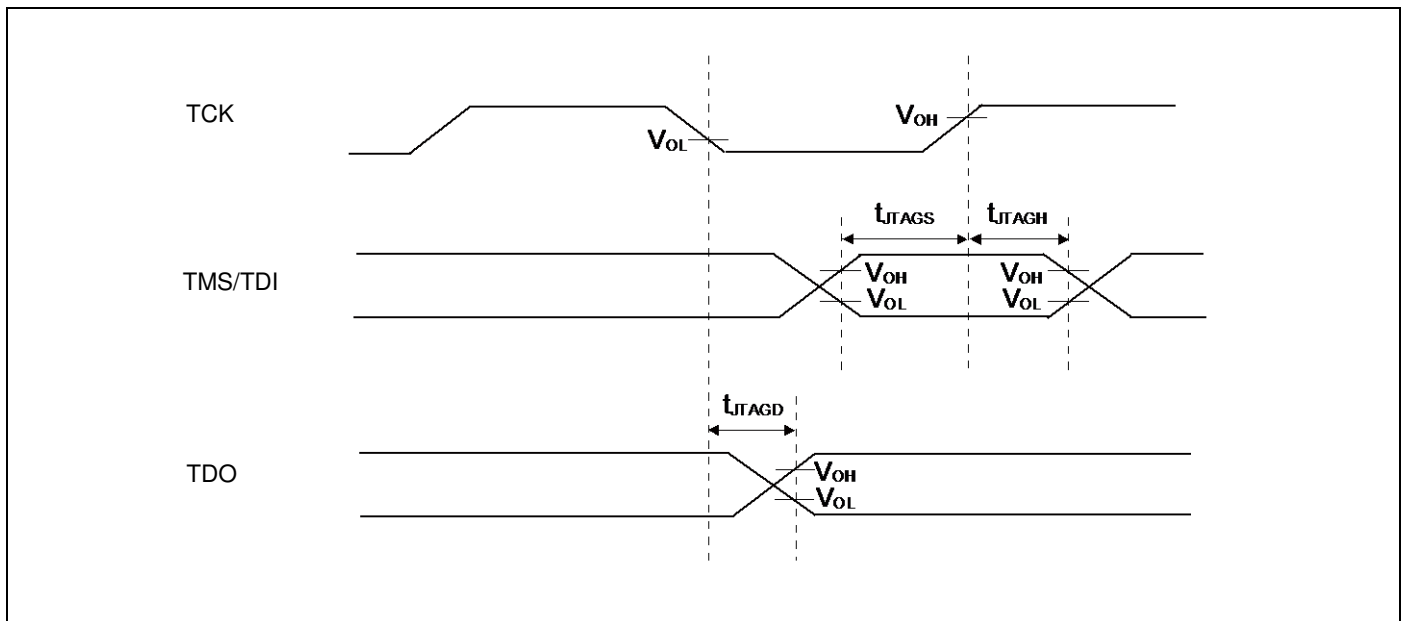 TCK
VOL
VOH
tJTAGS
tJTAGH
TMS/TDI
VOH
VOH
VOL
VOL
tJTAGD
TDO
VOH
VOL